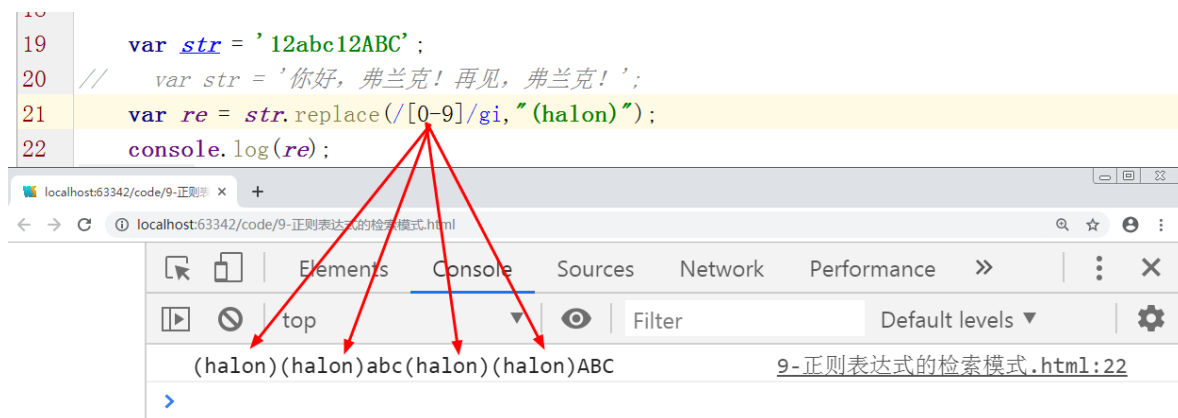 19 var str = '12abc12ABC';
20 // var str = '你好，弗兰克！再见，弗兰克！';
21 var re = str.replace(/[0-9]/gi,"(halon)");
22 console.log(re);
localhost:63342/code/9-正则 × +
localhost:63342/code/9-正则表达式的检索模式.html
Elements Console Sources Network Performance »
top Filter Default levels ▼
(halon)(halon)abc(halon)(halon)ABC 9-正则表达式的检索模式.html:22
>